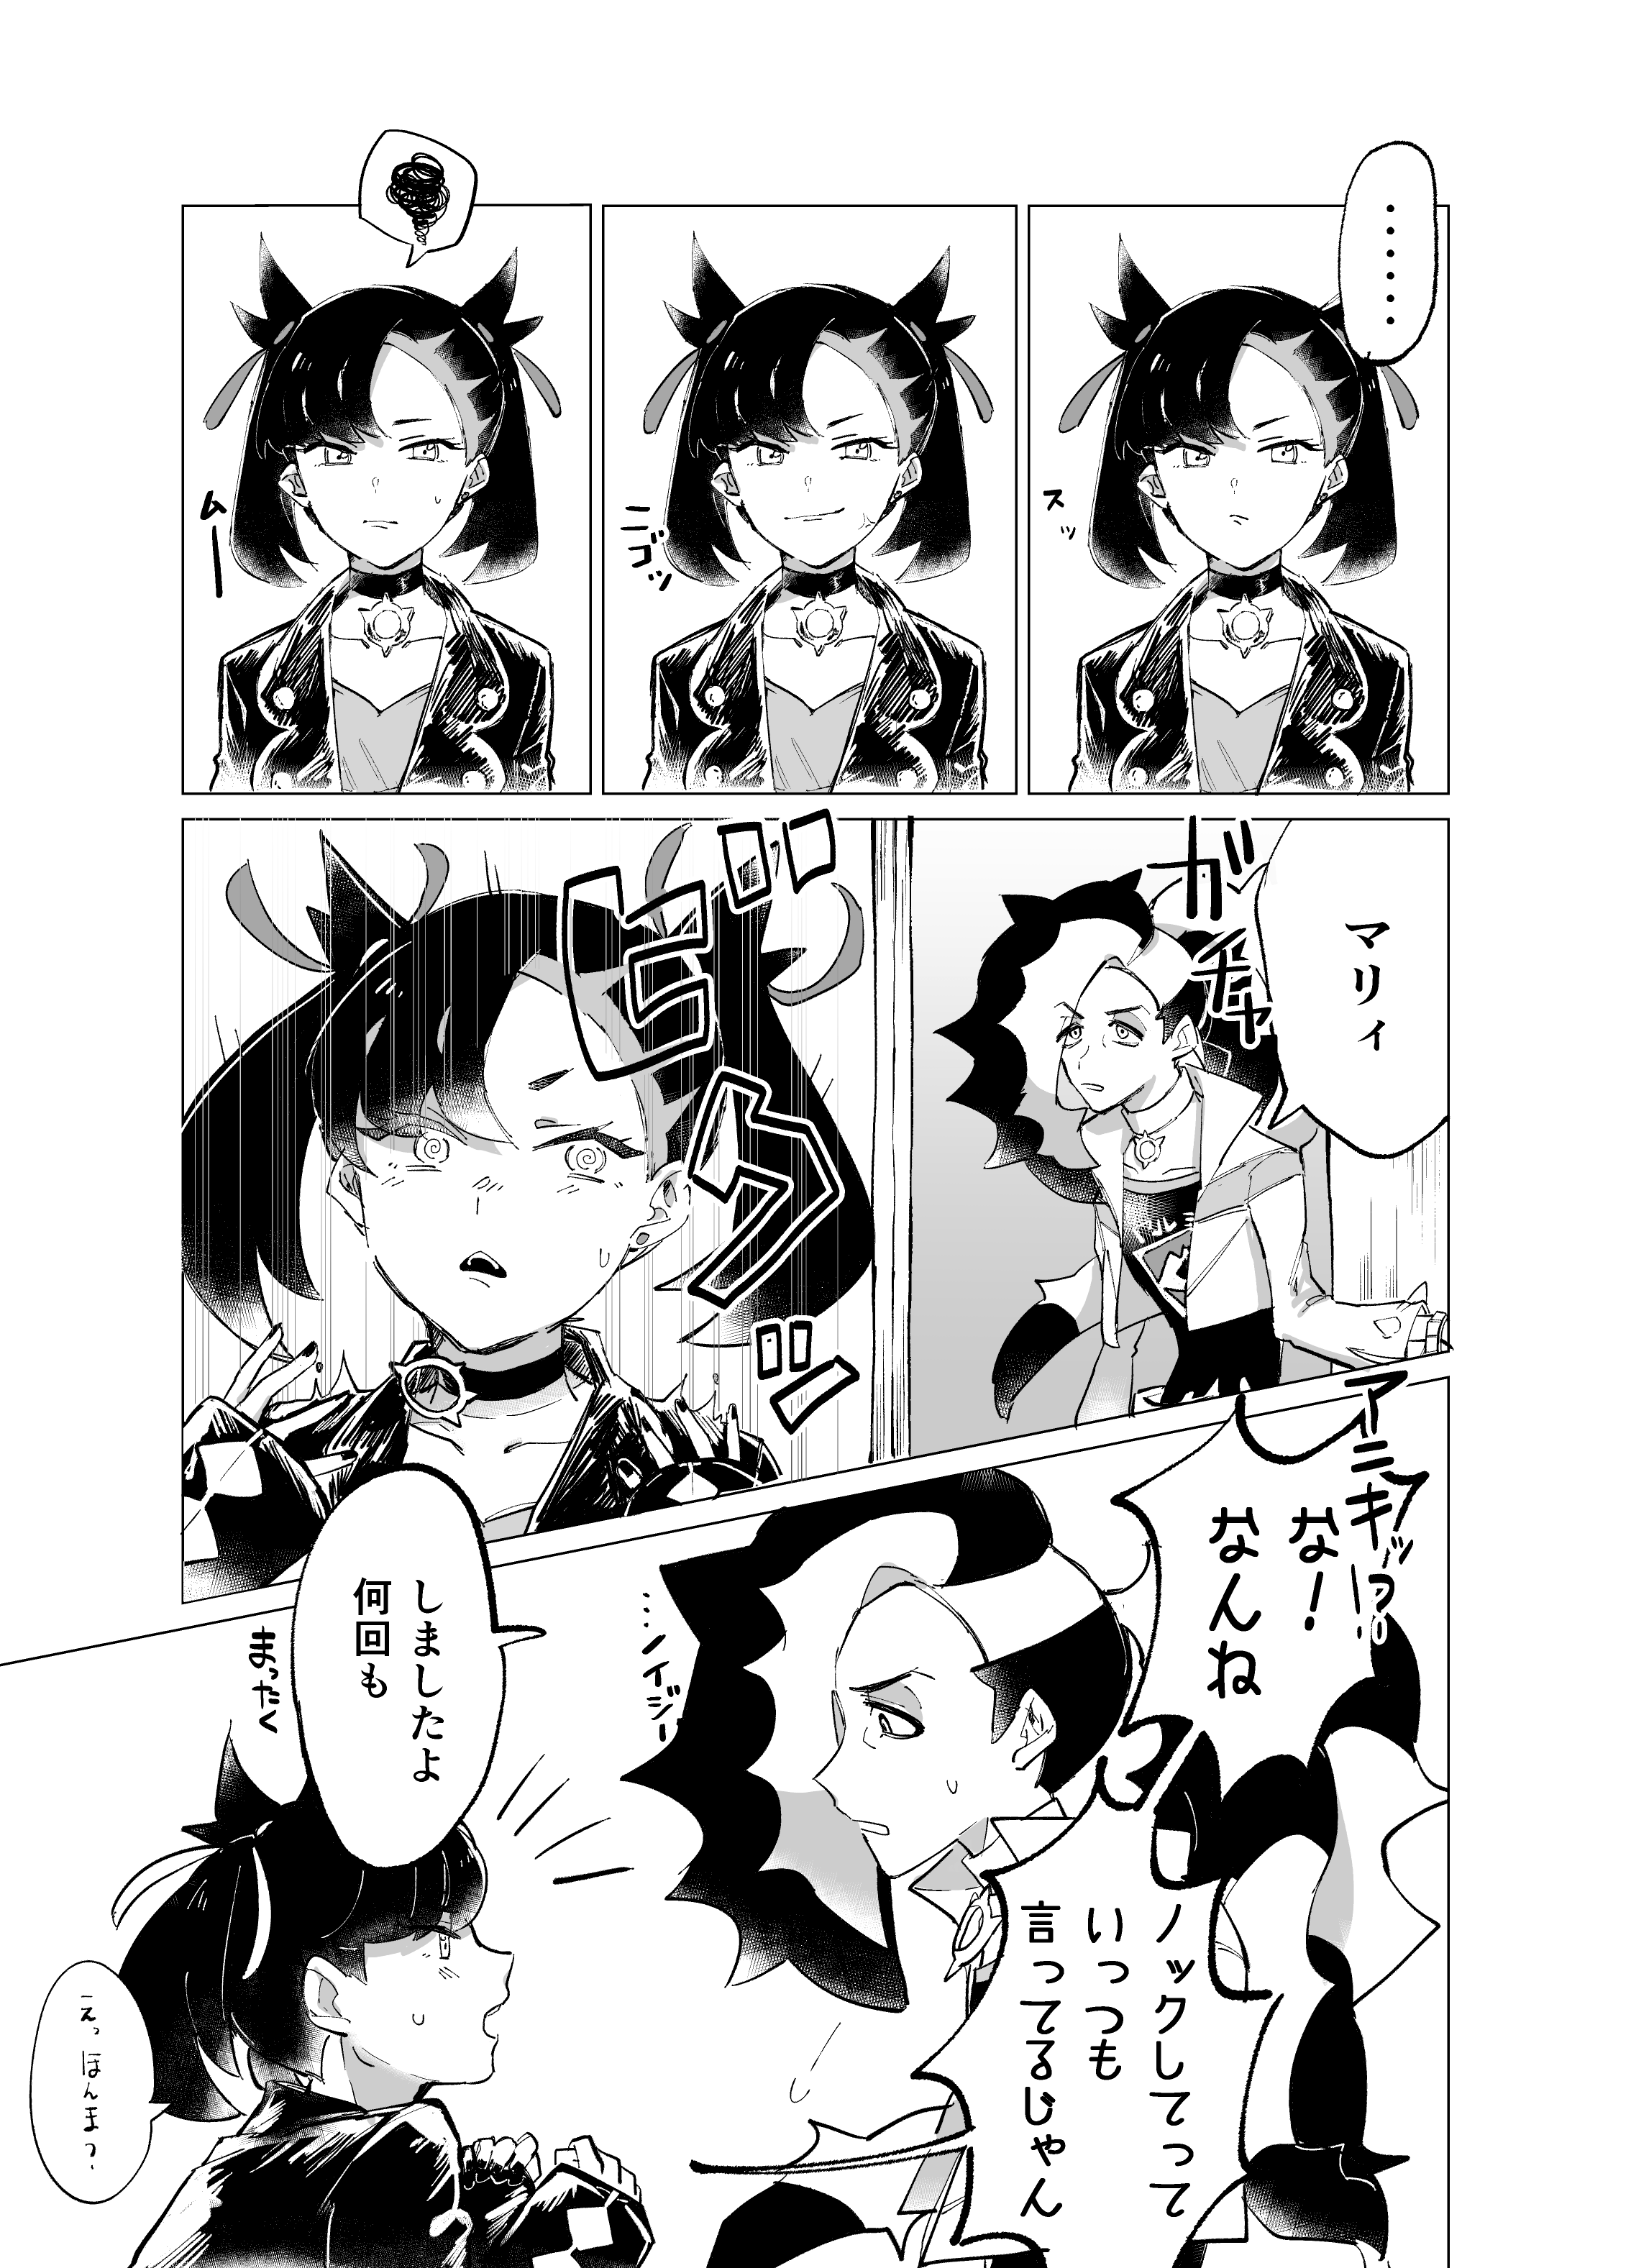 ・・・・・・
スッ
ニゴッ
ムー
マリィ
ガチャ
ビビクッッ
アニキッ!?
な!
なんね
ノックしてって
いっつも
言ってるじゃん
…ノイジー
しましたよ
何回も
まったく
えっほんま?